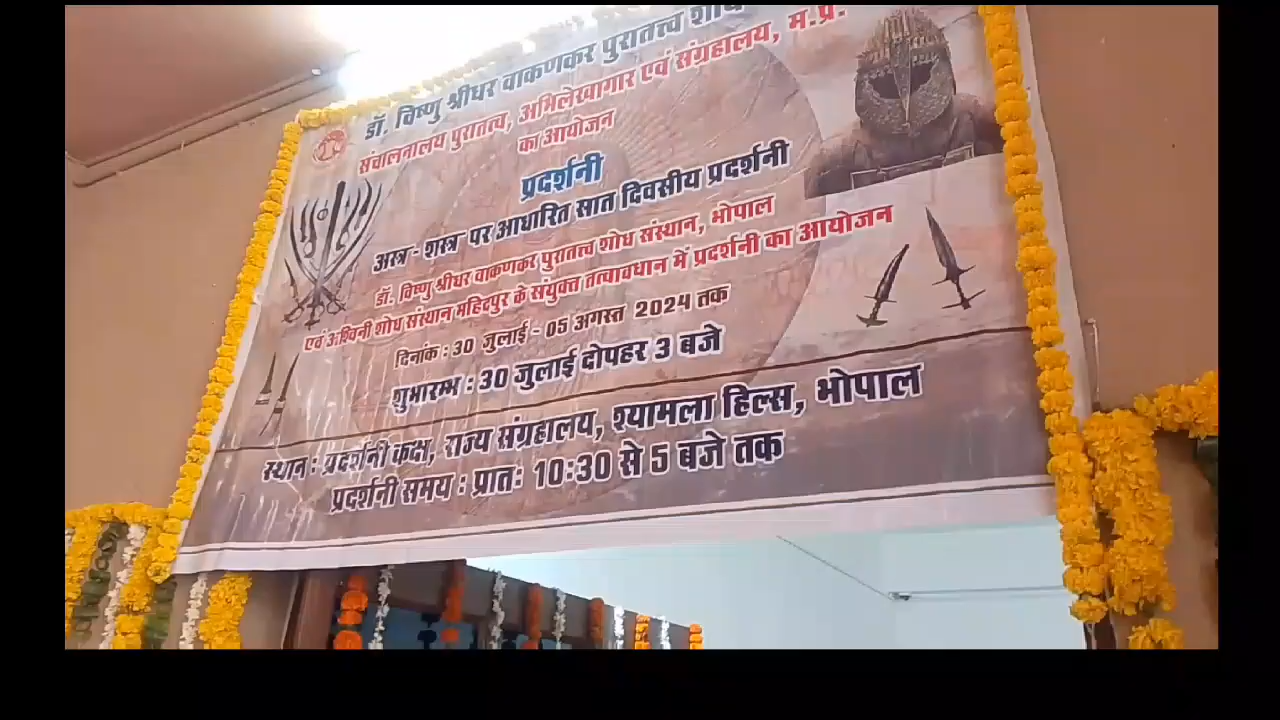 डॉ. विष्णु श्रीधर वाकणकर पुरातत्त्व
संचालनालय पुरातत्व, अभिलेखागार एवं संग्रहालय, म.प्र.
का आयोजन
प्रदर्शनी
अस्त्र - शस्त्र पर आधारित सात दिवसीय प्रदर्शनी
डॉ. विष्णु श्रीधर वाकणकर पुरातत्त्व शोध संस्थान, भोपाल
एवं अश्विनी शोध संस्थान महिदपुर के संयुक्त तत्वावधान में प्रदर्शनी का आयोजन
दिनांक : 30 जुलाई - 05 अगस्त 2024 तक
शुभारम्भ : 30 जुलाई दोपहर 3 बजे
स्थान : प्रदर्शनी कक्ष, राज्य संग्रहालय, श्यामला हिल्स, भोपाल
प्रदर्शनी समय : प्रातः 10:30 से 5 बजे तक